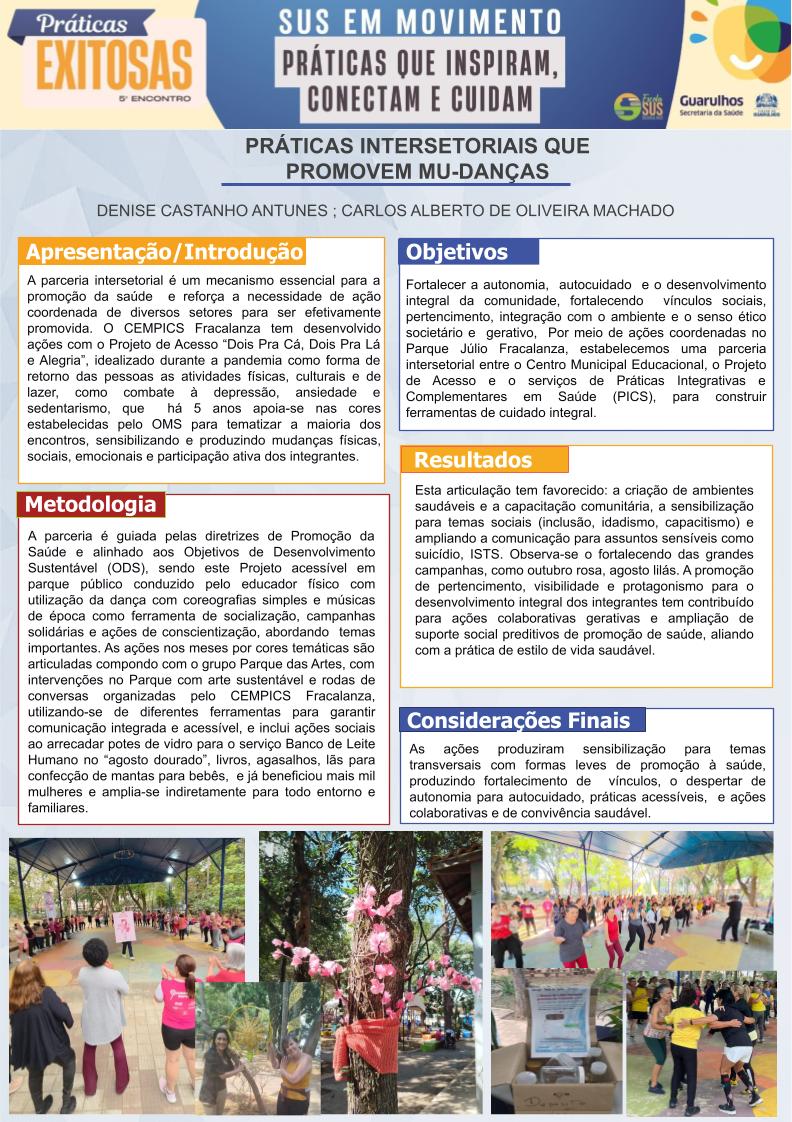 Práticas
EXITOSAS
5º ENCONTRO
SUS EM MOVIMENTO
PRÁTICAS QUE INSPIRAM,
CONECTAM E CUIDAM
Escola
SUS
Guarulhos
Secretaria da Saúde
PRÁTICAS INTERSETORIAIS QUE
PROMOVEM MU-DANÇAS
DENISE CASTANHO ANTUNES ; CARLOS ALBERTO DE OLIVEIRA MACHADO
Apresentação/Introdução
A parceria intersetorial é um mecanismo essencial para a
promoção da saúde e reforça a necessidade de ação
coordenada de diversos setores para ser efetivamente
promovida. O CEMPICS Fracalanza tem desenvolvido
ações com o Projeto de Acesso “Dois Pra Cá, Dois Pra Lá
e Alegria”, idealizado durante a pandemia como forma de
retorno das pessoas as atividades físicas, culturais e de
lazer, como combate à depressão, ansiedade e
sedentarismo, que há 5 anos apoia-se nas cores
estabelecidas pelo OMS para tematizar a maioria dos
encontros, sensibilizando e produzindo mudanças físicas,
sociais, emocionais e participação ativa dos integrantes.
Metodologia
A parceria é guiada pelas diretrizes de Promoção da
Saúde e alinhado aos Objetivos de Desenvolvimento
Sustentável (ODS), sendo este Projeto acessível em
parque público conduzido pelo educador físico com
utilização da dança com coreografias simples e músicas
de época como ferramenta de socialização, campanhas
solidárias e ações de conscientização, abordando temas
importantes. As ações nos meses por cores temáticas são
articuladas compondo com o grupo Parque das Artes, com
intervenções no Parque com arte sustentável e rodas de
conversas organizadas pelo CEMPICS Fracalanza,
utilizando-se de diferentes ferramentas para garantir
comunicação integrada e acessível, e inclui ações sociais
ao arrecadar potes de vidro para o serviço Banco de Leite
Humano no “agosto dourado”, livros, agasalhos, lãs para
confecção de mantas para bebês, e já beneficiou mais mil
mulheres e amplia-se indiretamente para todo entorno e
familiares.
Objetivos
Fortalecer a autonomia, autocuidado e o desenvolvimento
integral da comunidade, fortalecendo vínculos sociais,
pertencimento, integração com o ambiente e o senso ético
societário e gerativo, Por meio de ações coordenadas no
Parque Júlio Fracalanza, estabelecemos uma parceria
intersetorial entre o Centro Municipal Educacional, o Projeto
de Acesso e o serviços de Práticas Integrativas e
Complementares em Saúde (PICS), para construir
ferramentas de cuidado integral.
Resultados
Esta articulação tem favorecido: a criação de ambientes
saudáveis e a capacitação comunitária, a sensibilização
para temas sociais (inclusão, idadismo, capacitismo) e
ampliando a comunicação para assuntos sensíveis como
suicídio, ISTS. Observa-se o fortalecendo das grandes
campanhas, como outubro rosa, agosto lilás. A promoção
de pertencimento, visibilidade e protagonismo para o
desenvolvimento integral dos integrantes tem contribuído
para ações colaborativas gerativas e ampliação de
suporte social preditivos de promoção de saúde, aliando
com a prática de estilo de vida saudável.
Considerações Finais
As ações produziram sensibilização para temas
transversais com formas leves de promoção à saúde,
produzindo fortalecimento de vínculos, o despertar de
autonomia para autocuidado, práticas acessíveis, e ações
colaborativas e de convivência saudável.